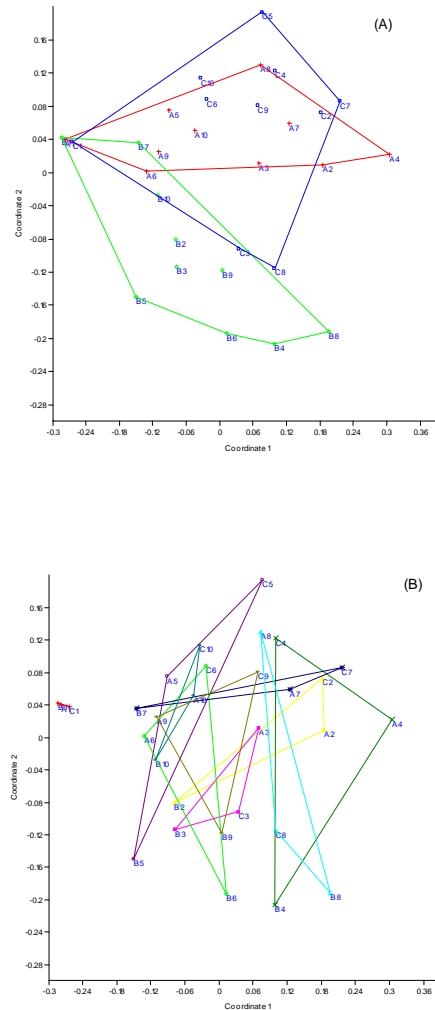 (A)
0.16
0.12
0.08
0.04
0
-0.04
-0.08
-0.12
-0.16
-0.2
-0.24
-0.28
Coordinate 2
-0.3 -0.24 -0.18 -0.12 -0.06 0 0.06 0.12 0.18 0.24 0.3 0.36
Coordinate 1
C5
A8
C4
C10
C6
C9
C7
C2
A5
A10
A7
C1
B7
A9
A4
A3
A2
A6
B10
B2
C3
B3
B9
C8
B5
B6
B4
B8
(B)
0.16
0.12
0.08
0.04
0
-0.04
-0.08
-0.12
-0.16
-0.2
-0.24
-0.28
Coordinate 2
-0.3 -0.24 -0.18 -0.12 -0.06 0 0.06 0.12 0.18 0.24 0.3 0.36
Coordinate 1
C5
A8
C4
C10
C6
C9
C7
C2
A5
A7
C1
B7
A9
A4
A3
A2
A6
B10
B2
C3
B3
B9
C8
B5
B6
B4
B8